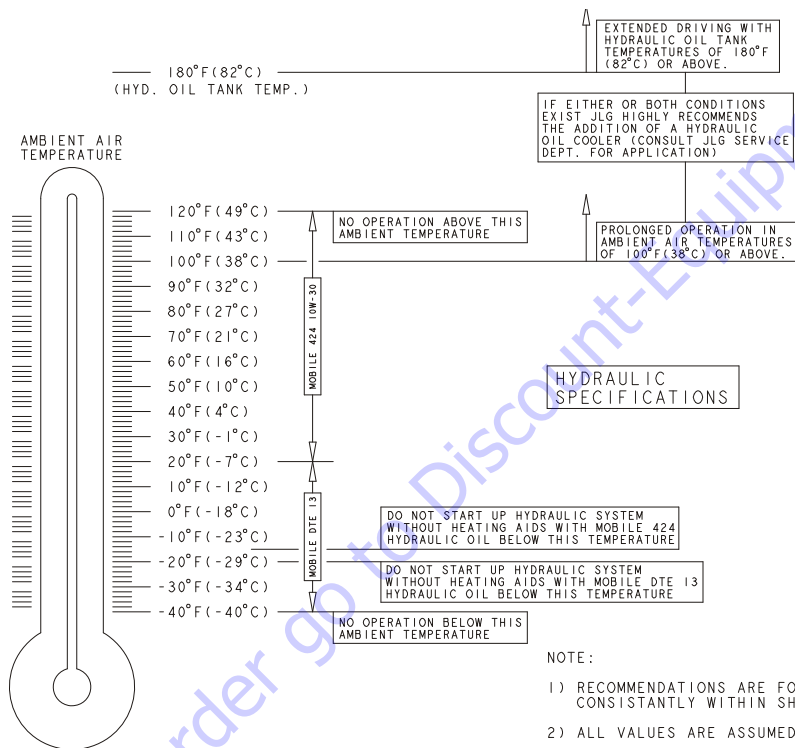 EXTENDED DRIVING WITH
HYDRAULIC OIL TANK
TEMPERATURES OF 180°F
(82°C) OR ABOVE.
180°F(82°C)
(HYD. OIL TANK TEMP.)
IF EITHER OR BOTH CONDITIONS
EXIST JLG HIGHLY RECOMMENDS
THE ADDITION OF A HYDRAULIC
OIL COOLER (CONSULT JLG SERVICE
DEPT. FOR APPLICATION)
AMBIENT AIR
TEMPERATURE
120°F(49°C)
NO OPERATION ABOVE THIS
AMBIENT TEMPERATURE
110°F(43°C)
PROLONGED OPERATION IN
AMBIENT AIR TEMPERATURES
OF 100°F(38°C) OR ABOVE.
100°F(38°C)
90°F(32°C)
80°F(27°C)
70°F(21°C)
60°F(16°C)
50°F(10°C)
40°F(4°C)
30°F(-1°C)
20°F(-7°C)
MOBILE 424 10W-30
HYDRAULIC
SPECIFICATIONS
10°F(-12°C)
0°F(-18°C)
-10°F(-23°C)
-20°F(-29°C)
-30°F(-34°C)
-40°F(-40°C)
MOBILE DTE 13
DO NOT START UP HYDRAULIC SYSTEM
WITHOUT HEATING AIDS WITH MOBILE 424
HYDRAULIC OIL BELOW THIS TEMPERATURE
DO NOT START UP HYDRAULIC SYSTEM
WITHOUT HEATING AIDS WITH MOBILE DTE 13
HYDRAULIC OIL BELOW THIS TEMPERATURE
NO OPERATION BELOW THIS
AMBIENT TEMPERATURE
NOTE:
1) RECOMMENDATIONS ARE FO
CONSISTANTLY WITHIN SH
2) ALL VALUES ARE ASSUMED
rder go to Discount-Equipm